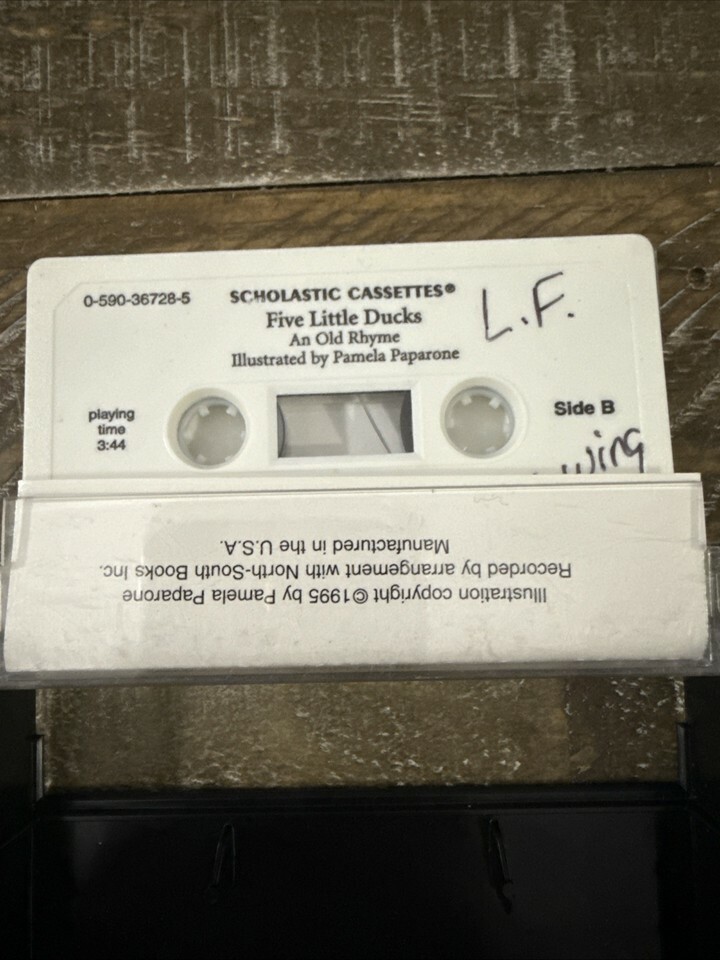 0-590-36728-5
SCHOLASTIC CASSETTES®
Five Little Ducks
An Old Rhyme
Illustrated by Pamela Paparone
L.F.
playing
time
3:44
Side B
Illustration copyright ©1995 by Pamela Paparone
Recorded by arrangement with North-South Books Inc.
Manufactured in the U.S.A.